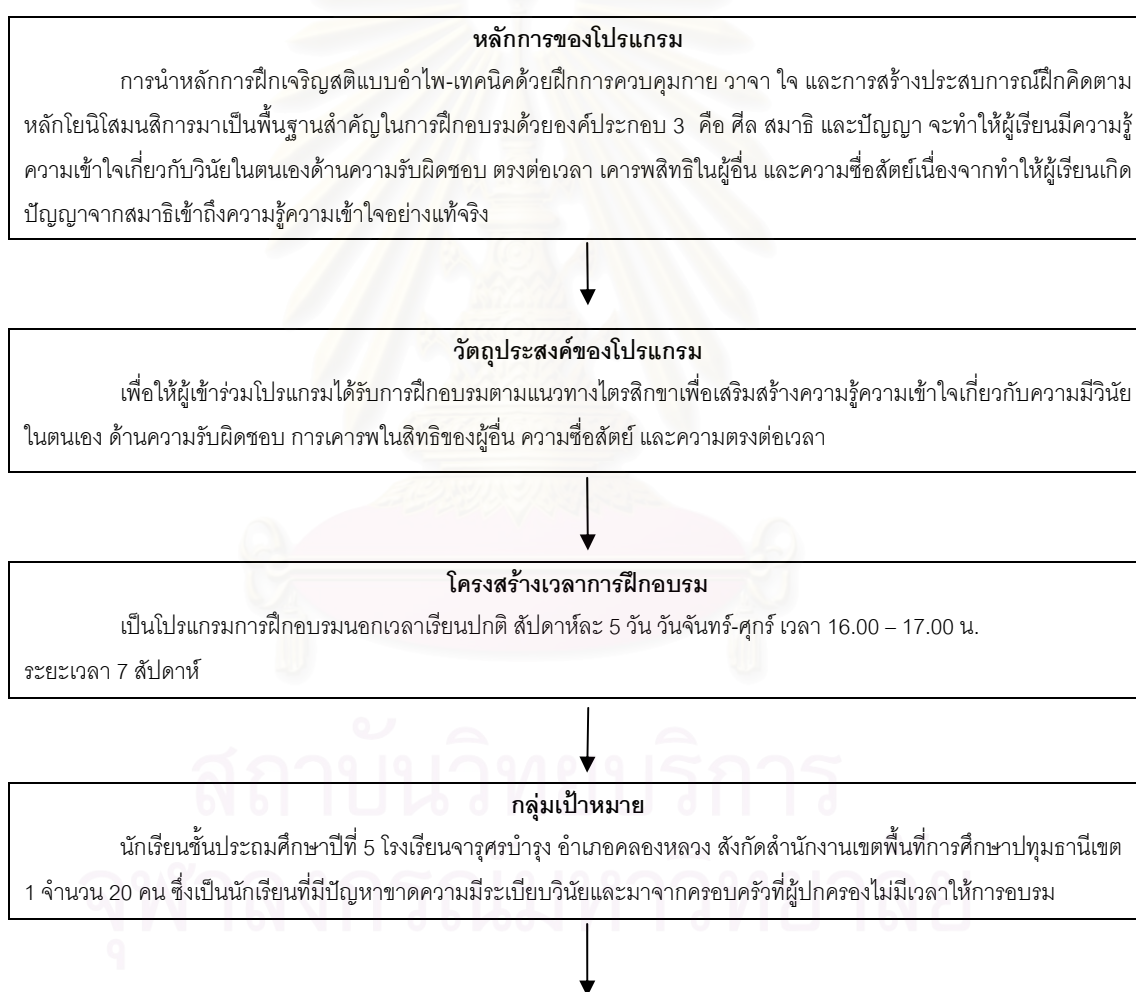 หลักการของโปรแกรม
การนำหลักการฝึกเจริญสติแบบอำไพ-เทคนิคด้วยฝึกการควบคุมกาย วาจา ใจ และการสร้างประสบการณ์ฝึกคิดตาม
หลักโยนิโสมนสิการมาเป็นพื้นฐานสำคัญในการฝึกอบรมด้วยองค์ประกอบ 3 คือ ศีล สมาธิ และปัญญา จะทำให้ผู้เรียนมีความรู้
ความเข้าใจเกี่ยวกับวินัยในตนเองด้านความรับผิดชอบ ตรงต่อเวลา เคารพสิทธิในผู้อื่น และความซื่อสัตย์เนื่องจากทำให้ผู้เรียนเกิด
ปัญญาจากสมาธิเข้าถึงความรู้ความเข้าใจอย่างแท้จริง
วัตถุประสงค์ของโปรแกรม
เพื่อให้ผู้เข้าร่วมโปรแกรมได้รับการฝึกอบรมตามแนวทางไตรสิกขาเพื่อเสริมสร้างความรู้ความเข้าใจเกี่ยวกับความมีวินัย
ในตนเอง ด้านความรับผิดชอบ การเคารพในสิทธิของผู้อื่น ความซื่อสัตย์ และความตรงต่อเวลา
โครงสร้างเวลาการฝึกอบรม
เป็นโปรแกรมการฝึกอบรมนอกเวลาเรียนปกติ สัปดาห์ละ 5 วัน วันจันทร์-ศุกร์ เวลา 16.00 – 17.00 น.
ระยะเวลา 7 สัปดาห์
สถาบันวิทยบริการ
กลุ่มเป้าหมาย
นักเรียนชั้นประถมศึกษาปีที่ 5 โรงเรียนจารุศรบำรุง อำเภอคลองหลวง สังกัดสำนักงานเขตพื้นที่การศึกษาปทุมธานีเขต
1 จำนวน 20 คน ซึ่งเป็นนักเรียนที่มีปัญหาขาดความมีระเบียบวินัยและมาจากครอบครัวที่ผู้ปกครองไม่มีเวลาให้การอบรม
จุฬาลงกรณ์มหาวิทยาลัย